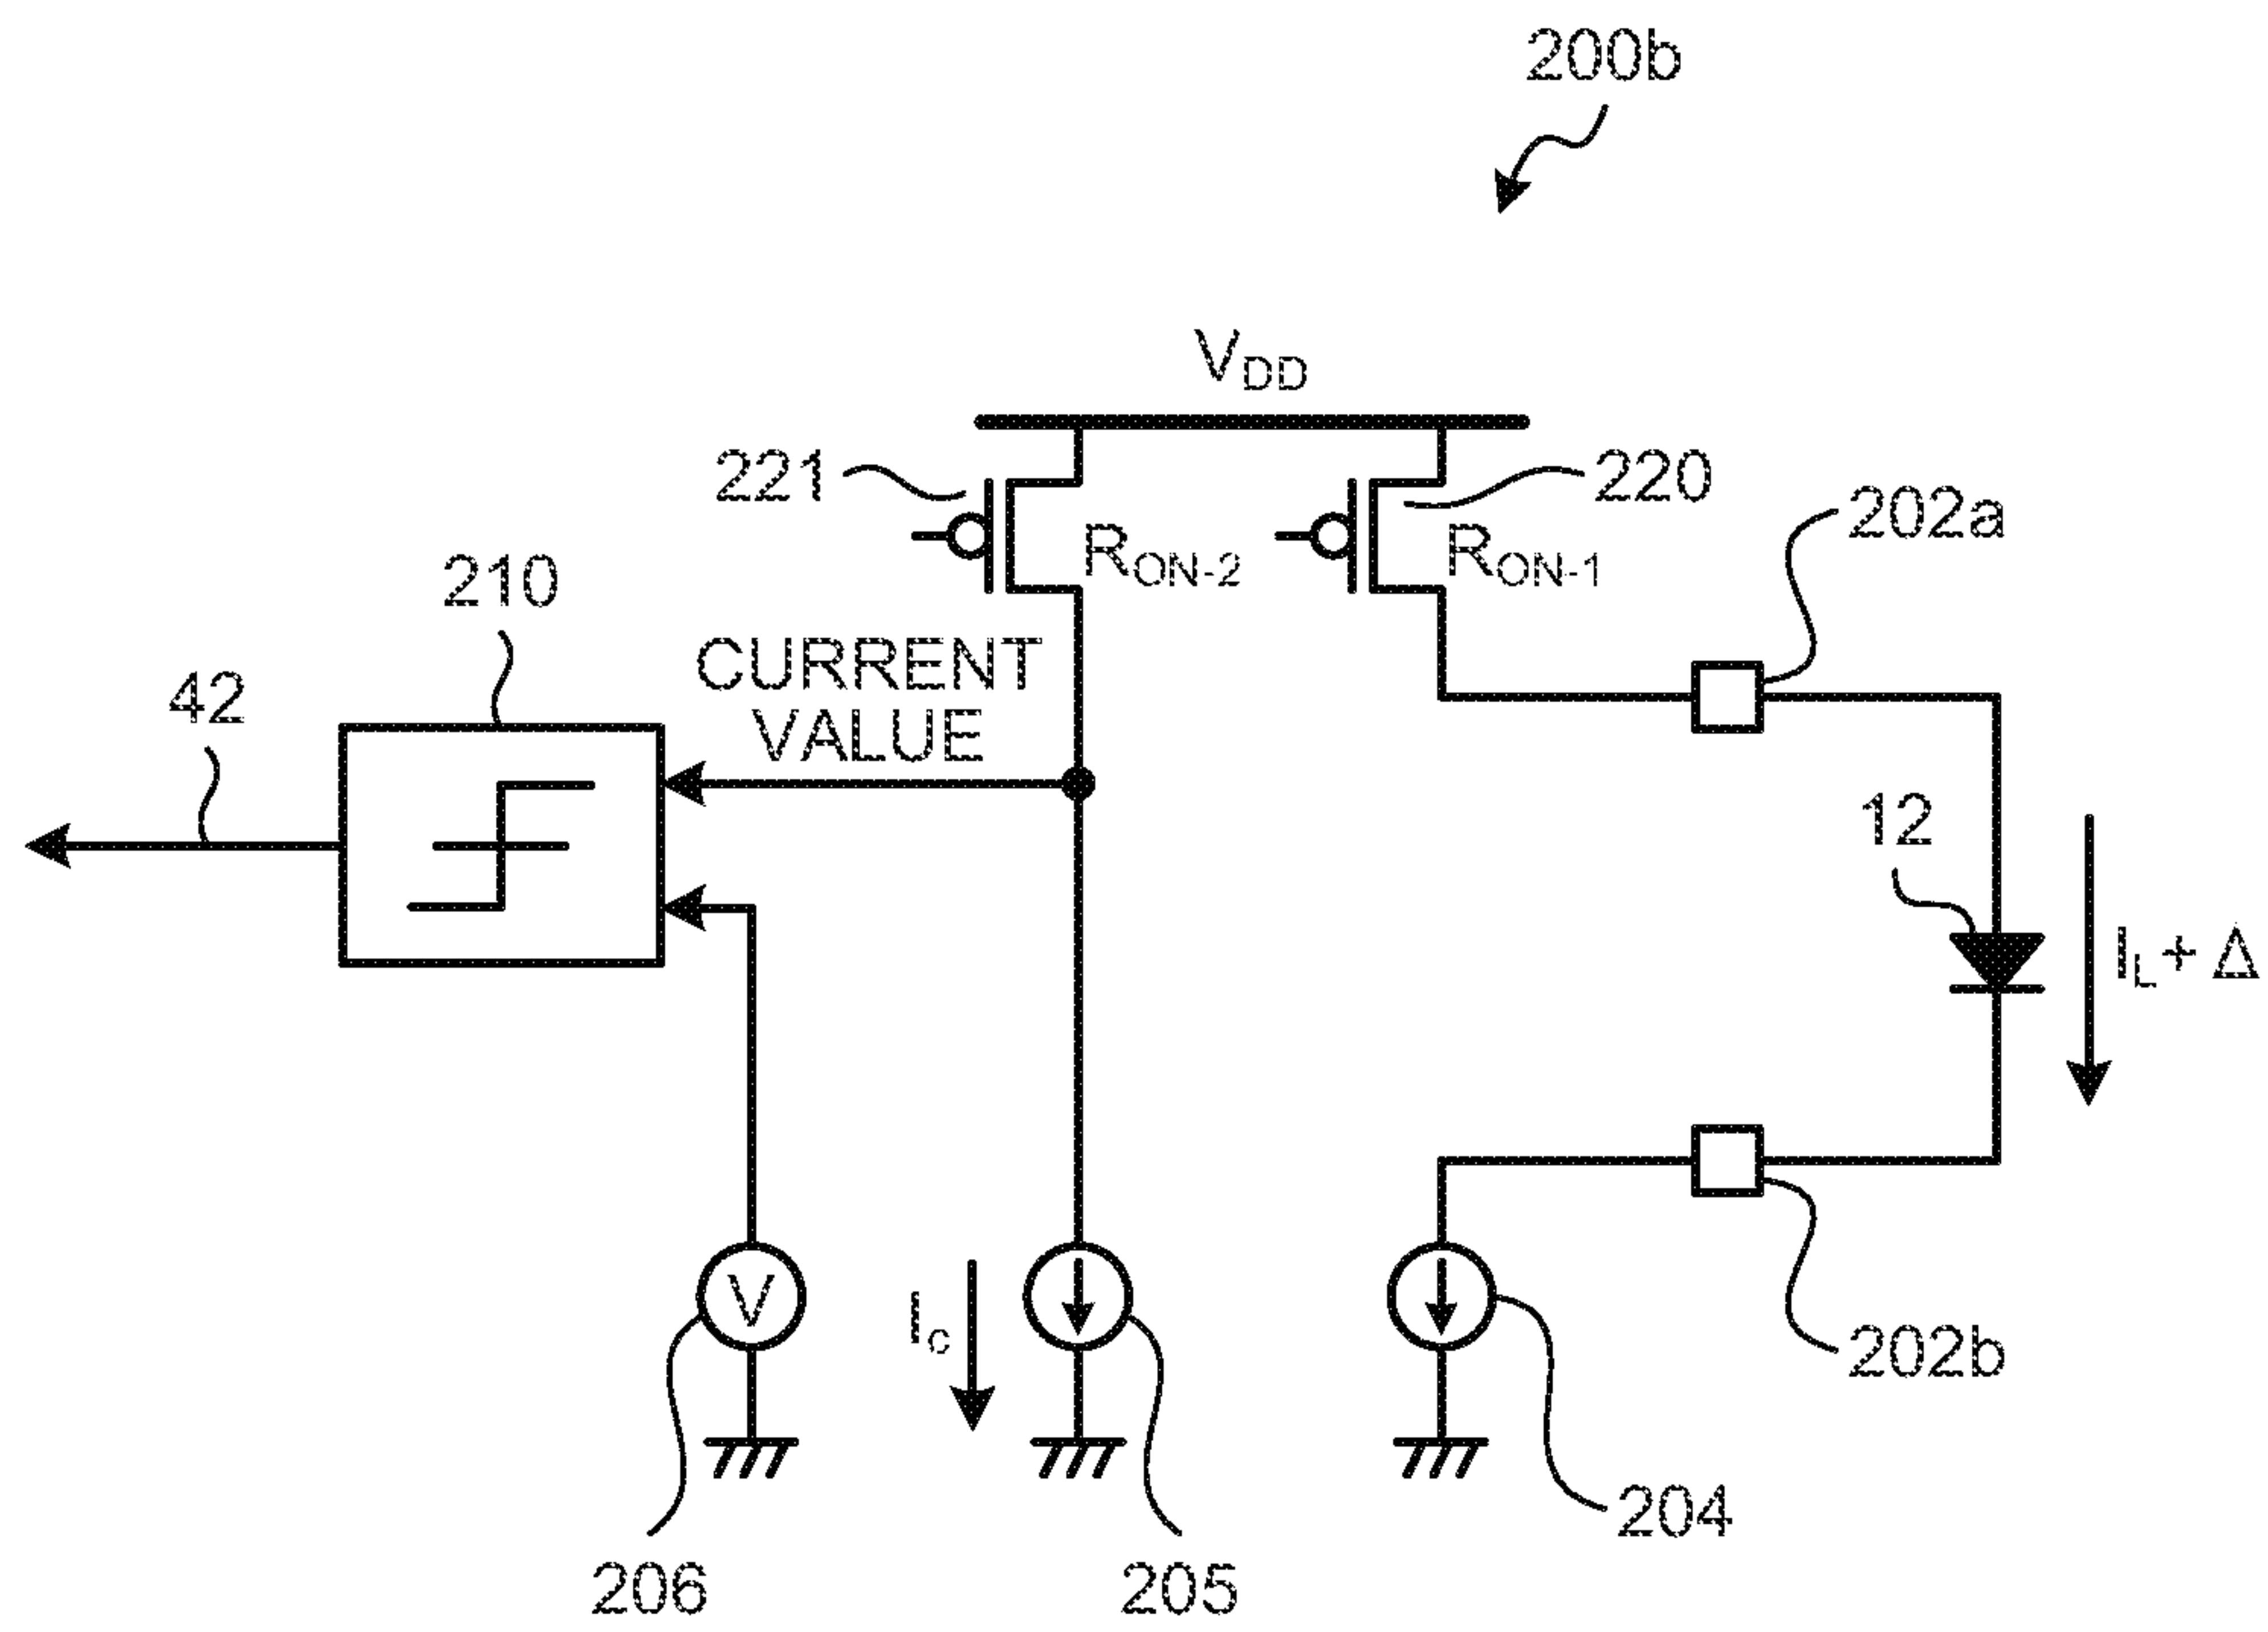 200b
VDD
221
220
202a
RON-2
RON-1
210
CURRENT
VALUE
42
12
IL+ Δ
V
Ic
202b
204
206
205